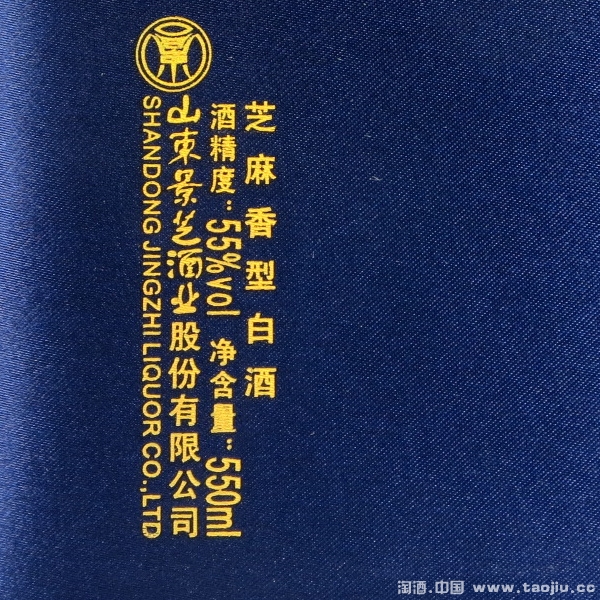 芝麻香型白酒
酒精度：55%vol 净含量：550ml
山东景芝酒业股份有限公司
SHANDONG JINGZHI LIQUOR CO.,LTD
淘酒.中国 www.taojiu.cc